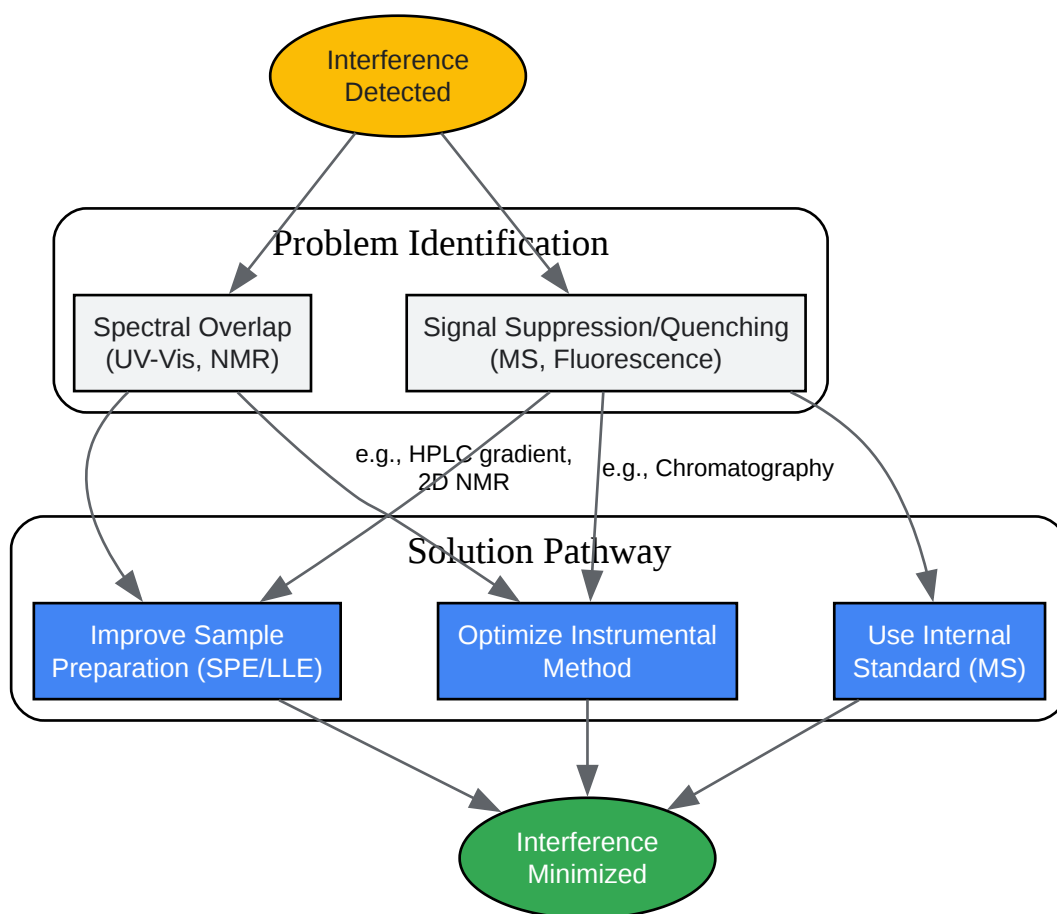 Interference
Detected
Problem Identification
Spectral Overlap
(UV-Vis, NMR)
Signal Suppression/Quenching
(MS, Fluorescence)
e.g., HPLC gradient,
2D NMR
e.g., Chromatography
Solution Pathway
Improve Sample
Preparation (SPE/LLE)
Optimize Instrumental
Method
Use Internal
Standard (MS)
Interference
Minimized